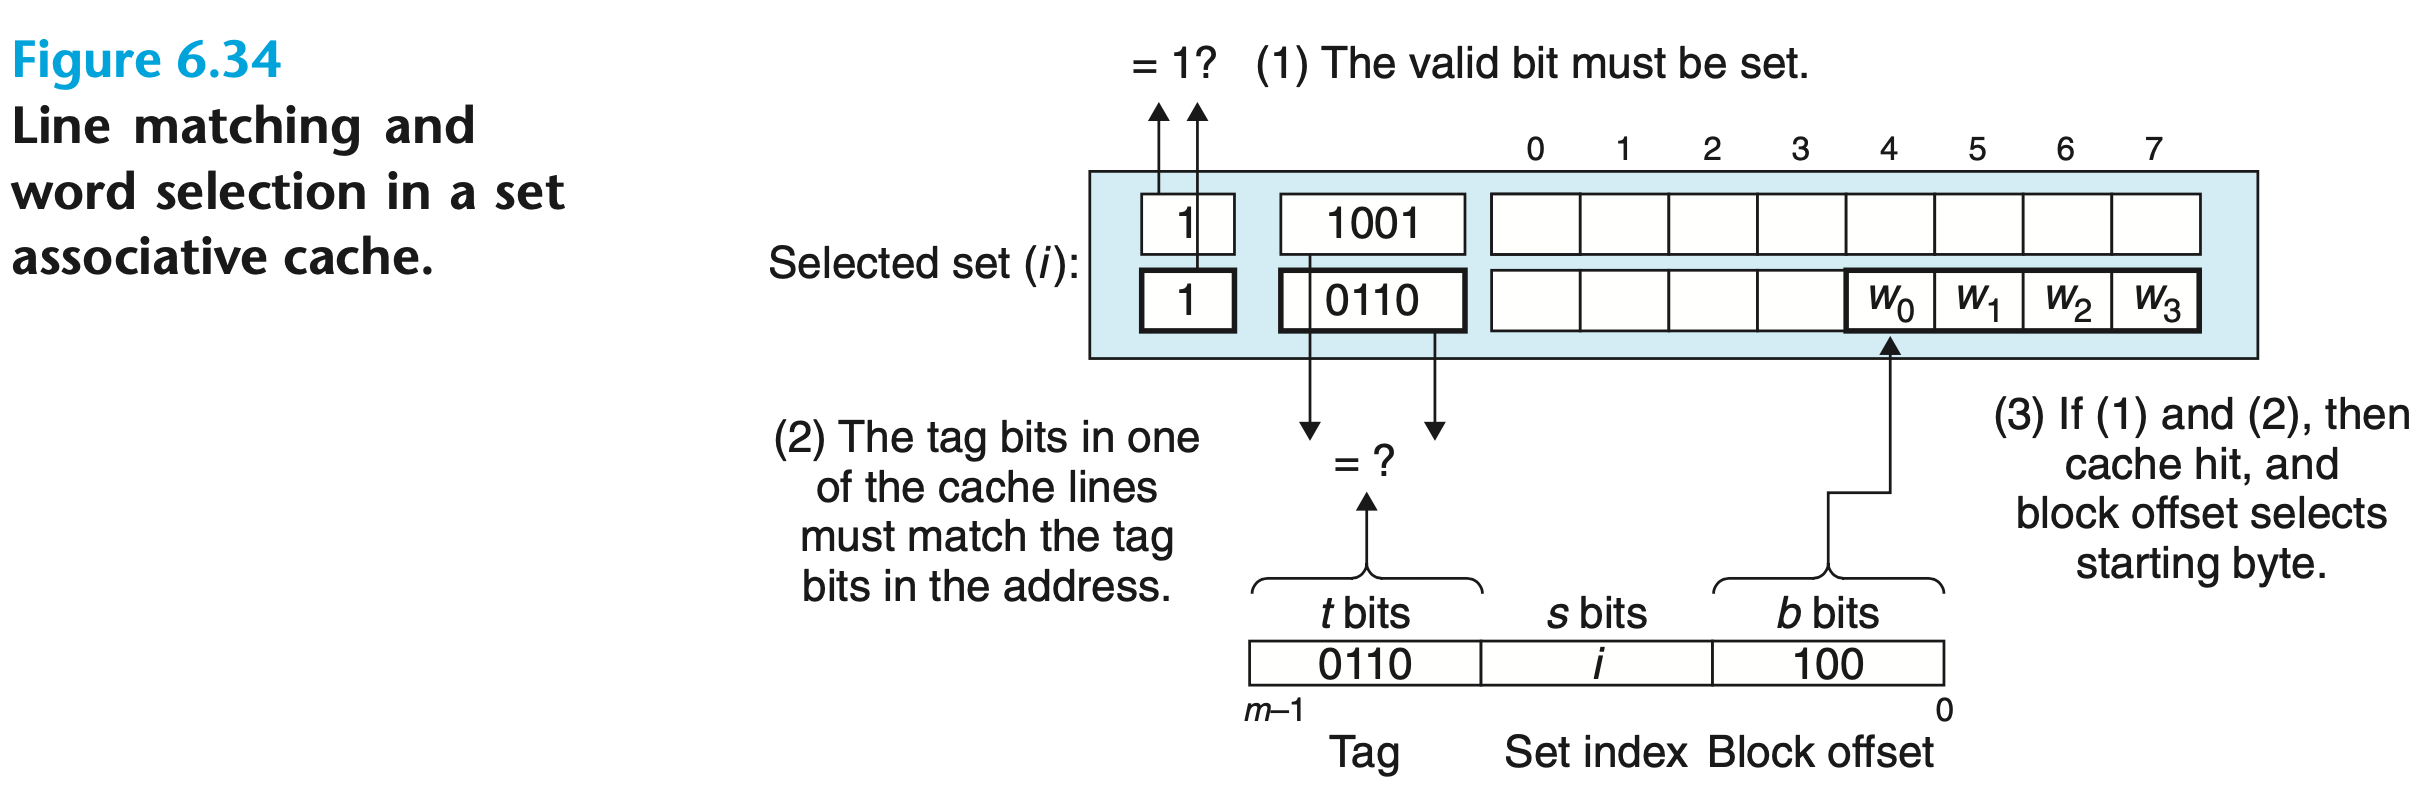 Figure 6.34
Line matching and
word selection in a set
associative cache.
= 1? (1) The valid bit must be set.
0 1 2 3 4 5 6 7
1 1001
Selected set (i):
1 0110 w0 w1 w2 w3
(2) The tag bits in one
of the cache lines
must match the tag
bits in the address.
= ?
(3) If (1) and (2), then
cache hit, and
block offset selects
starting byte.
t bits s bits b bits
0110 i 100
m–1 0
Tag Set index Block offset